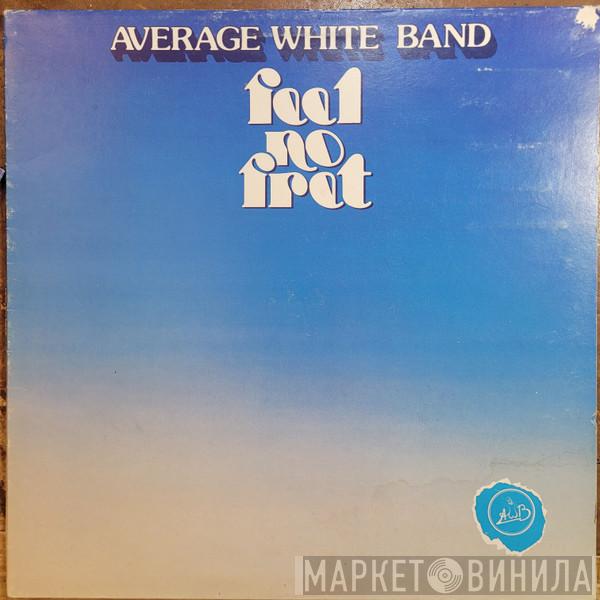 AVERAGE WHITE BAND
feel
no
fret
AWB
МАРКЕТ ВИНИЛА